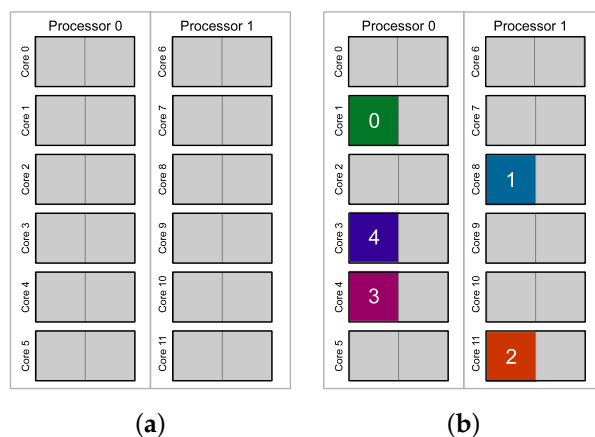 Processor 0 Processor 1
Core 0 Core 6
Core 1 Core 7
Core 2 Core 8
Core 3 Core 9
Core 4 Core 10
Core 5 Core 11
(a)
Processor 0 Processor 1
Core 0 Core 6
Core 1 0 Core 7
Core 2 Core 8 1
Core 3 4 Core 9
Core 4 3 Core 10
Core 5 Core 11 2
(b)